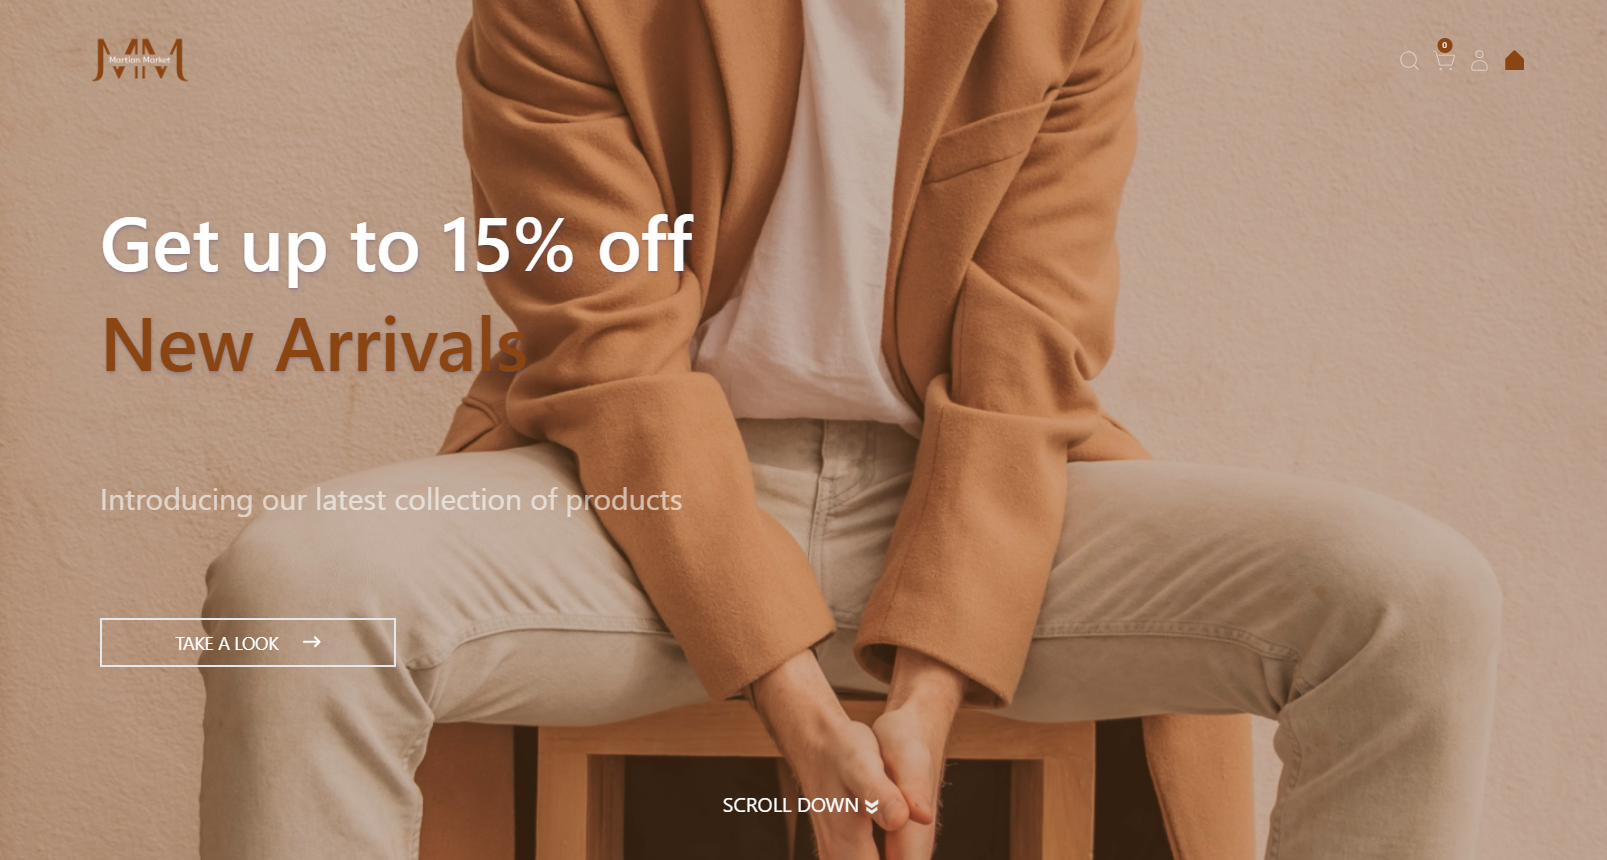 MM
Martian Market
0
Get up to 15% off
New Arrivals
Introducing our latest collection of products
TAKE A LOOK →
SCROLL DOWN